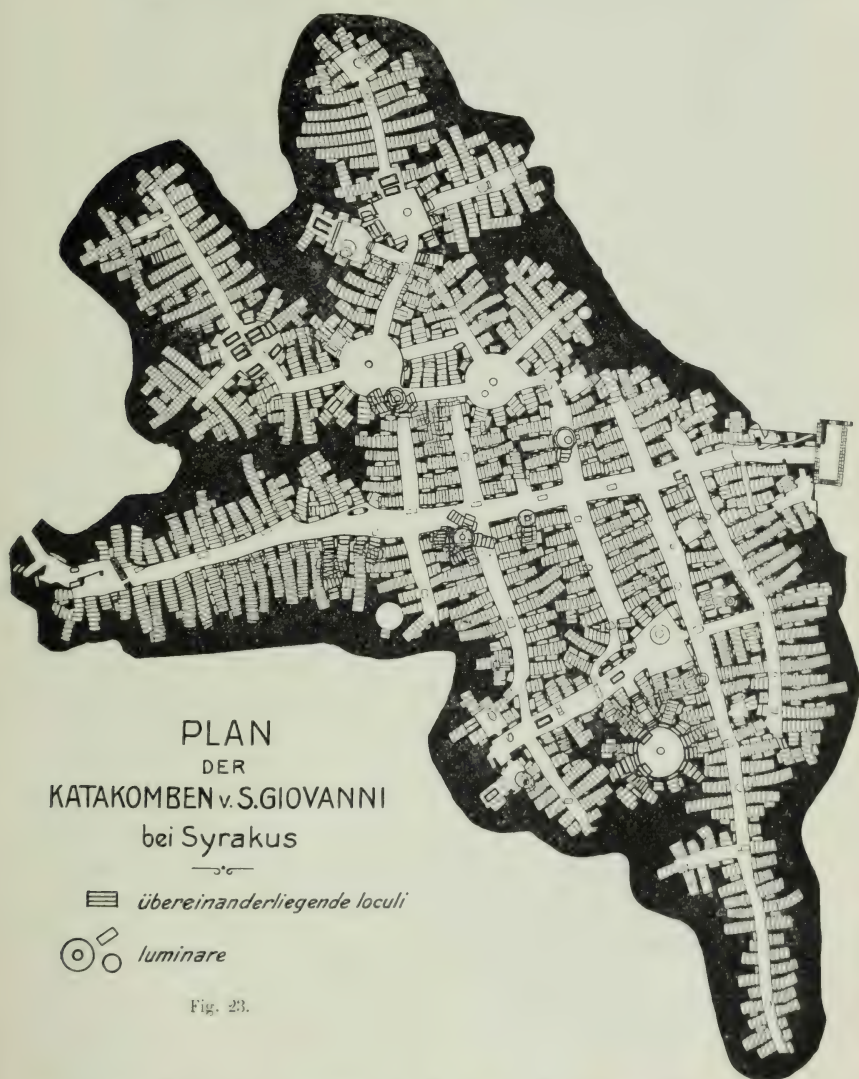 PLAN
DER
KATAKOMBEN v. S. GIOVANNI
bei Syrakus
übereinanderliegende loculi
luminare
Fig. 23.